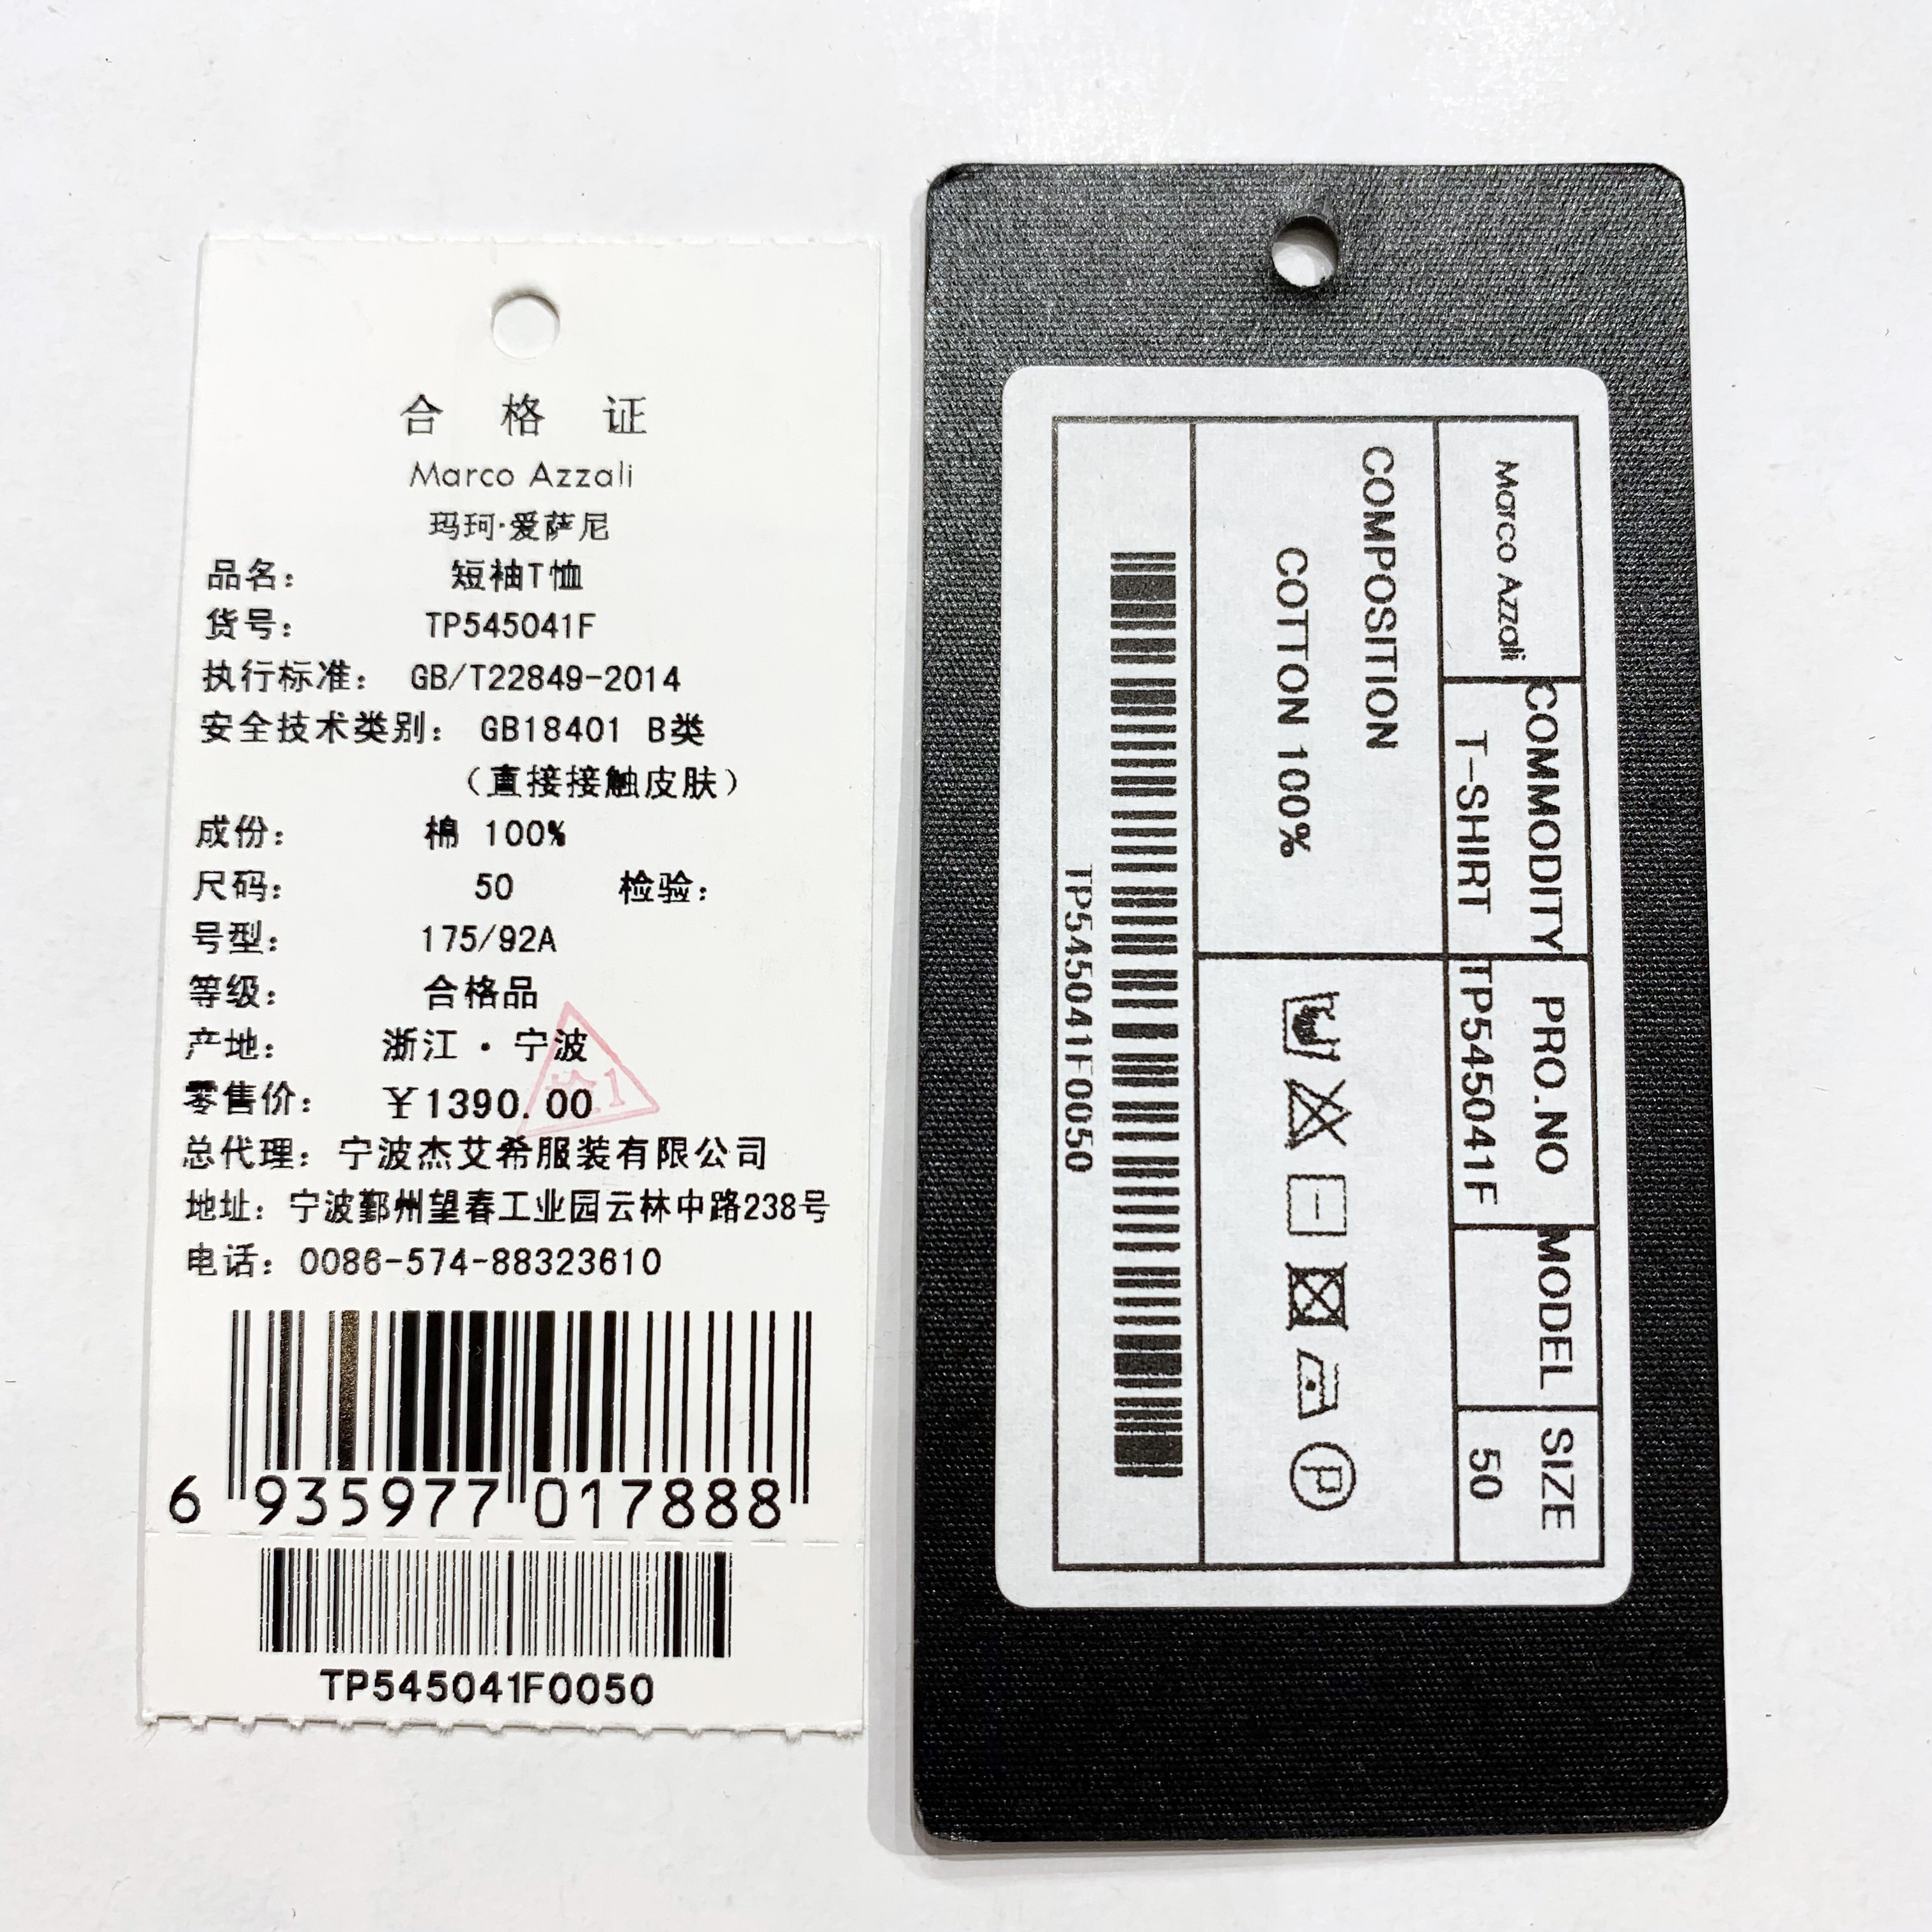 合格证
Marco Azzali
玛珂·爱萨尼
品名： 短袖T恤
货号： TP545041F
执行标准： GB/T22849-2014
安全技术类别： GB18401 B类
（直接接触皮肤）
成份： 棉 100%
尺码： 50 检验：
号型： 175/92A
等级： 合格品
产地： 浙江·宁波
零售价： ￥1390.00
总代理：宁波杰艾希服装有限公司
地址：宁波鄞州望春工业园云林中路238号
电话：0086-574-88323610
6 935977 017888
TP545041F0050
Marco Azzali
COMMODITY
T-SHIRT
PRO.NO
TP545041F
MODEL
SIZE
50
COMPOSITION
COTTON 100%
P
TP545041F0050